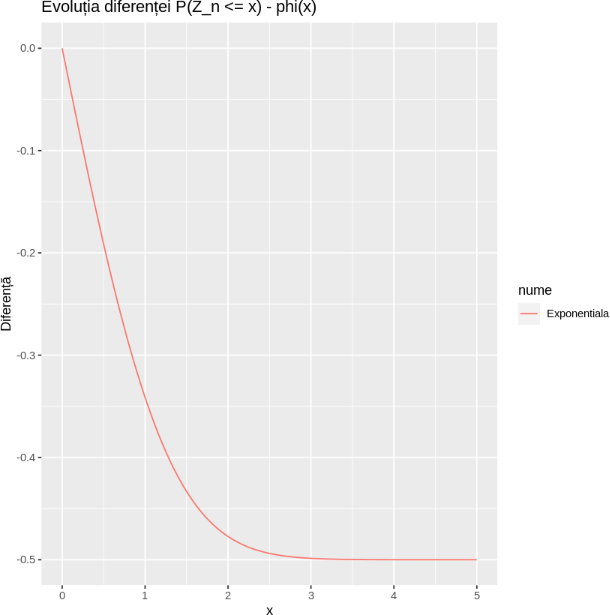 Evoluția diferenței P(Z_n <= x) - phi(x)
0.0
-0.1
-0.2
-0.3
-0.4
-0.5
Diferență
0 1 2 3 4 5
x
nume
Exponentiala